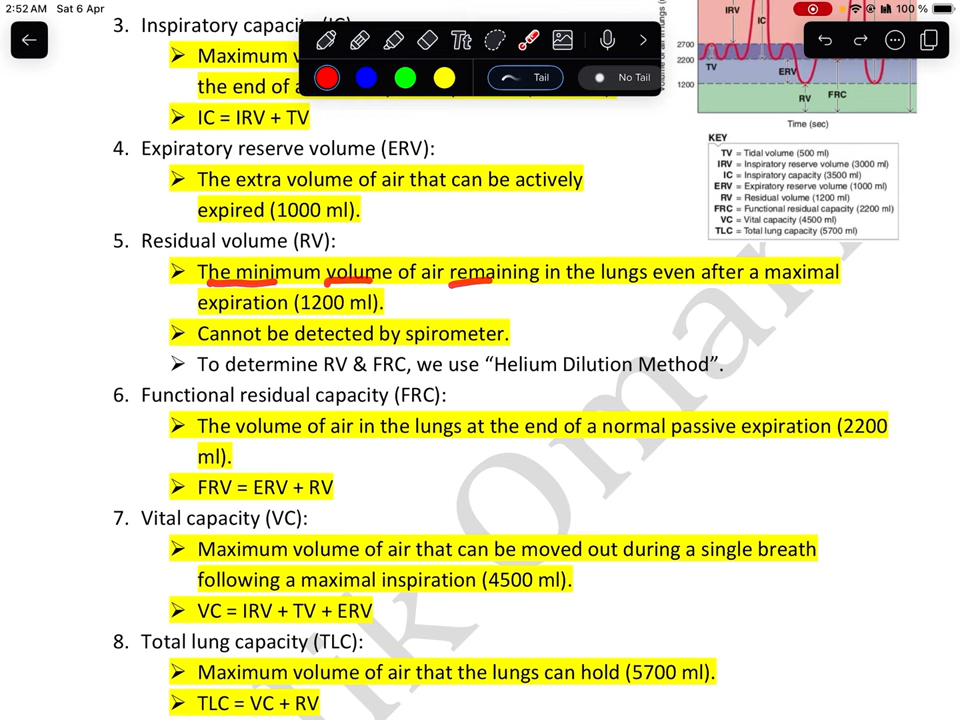 2:52 AM Sat 6 Apr
100 %
3. Inspiratory capacity (IC)
Tt
Tail
No Tail
➤ Maximum
the end of a
➤ IC = IRV + TV
4. Expiratory reserve volume (ERV):
➤ The extra volume of air that can be actively
expired (1000 ml).
5. Residual volume (RV):
➤ The minimum volume of air remaining in the lungs even after a maximal
expiration (1200 ml).
➤ Cannot be detected by spirometer.
➤ To determine RV & FRC, we use “Helium Dilution Method”.
6. Functional residual capacity (FRC):
➤ The volume of air in the lungs at the end of a normal passive expiration (2200
ml).
➤ FRV = ERV + RV
7. Vital capacity (VC):
➤ Maximum volume of air that can be moved out during a single breath
following a maximal inspiration (4500 ml).
➤ VC = IRV + TV + ERV
8. Total lung capacity (TLC):
➤ Maximum volume of air that the lungs can hold (5700 ml).
➤ TLC = VC + RV
IRV
IC
2700
2200
1200
TV
ERV
RV
FRC
Time (sec)
KEY
TV = Tidal volume (500 ml)
IRV = Inspiratory reserve volume (3000 ml)
IC = Inspiratory capacity (3500 ml)
ERV = Expiratory reserve volume (1000 ml)
RV = Residual volume (1200 ml)
FRC = Functional residual capacity (2200 ml)
VC = Vital capacity (4500 ml)
TLC = Total lung capacity (5700 ml)